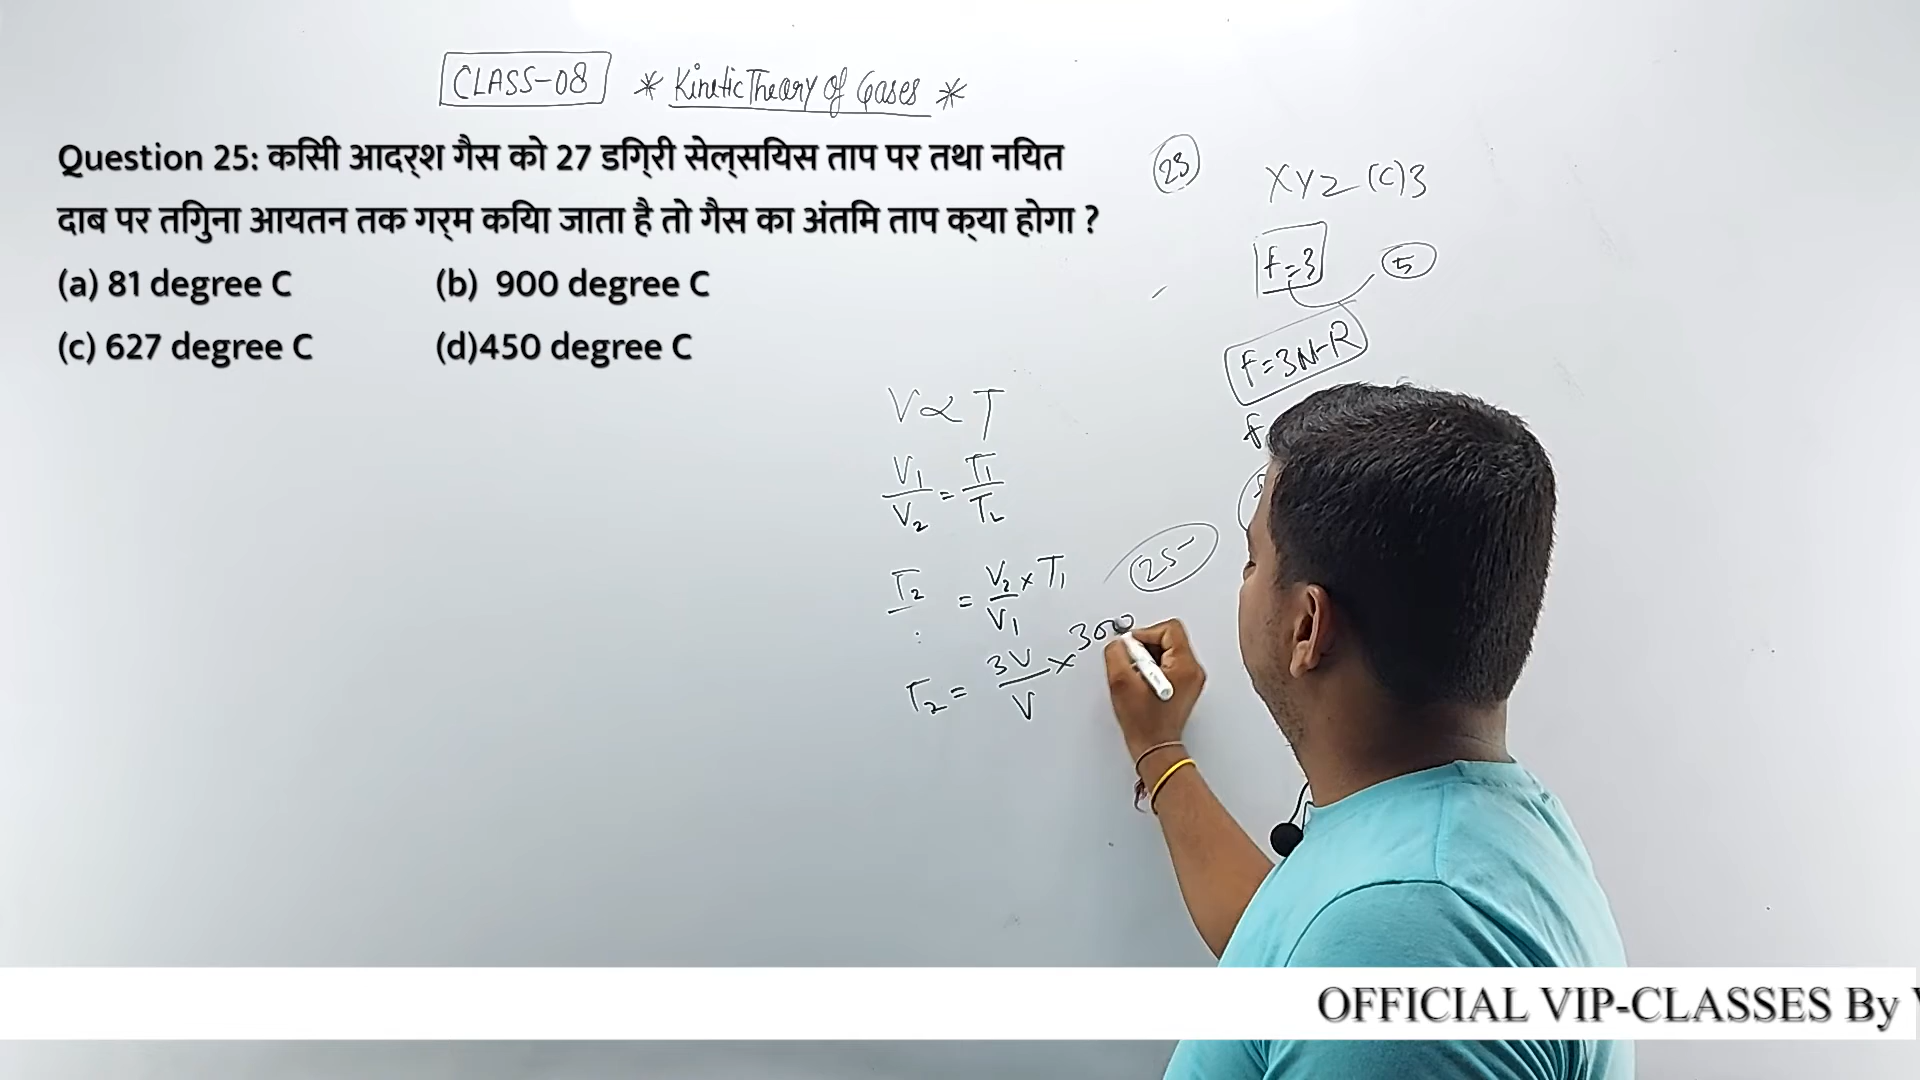 CLASS-08 * Kinetic Theory of Gases *
Question 25: किसी आदर्श गैस को 27 डिग्री सेल्सियस ताप पर तथा नियत
दाब पर तिगुना आयतन तक गर्म किया जाता है तो गैस का अंतिम ताप क्या होगा ?
(a) 81 degree C (b) 900 degree C
(c) 627 degree C (d)450 degree C
23
XYZ (C)3
F=3 5
F=3N-R
f
V ∝ T
V1/V2 = T1/T2
T2 = V2/V1 × T1
25
T2 = 3V/V × 300
OFFICIAL VIP-CLASSES By